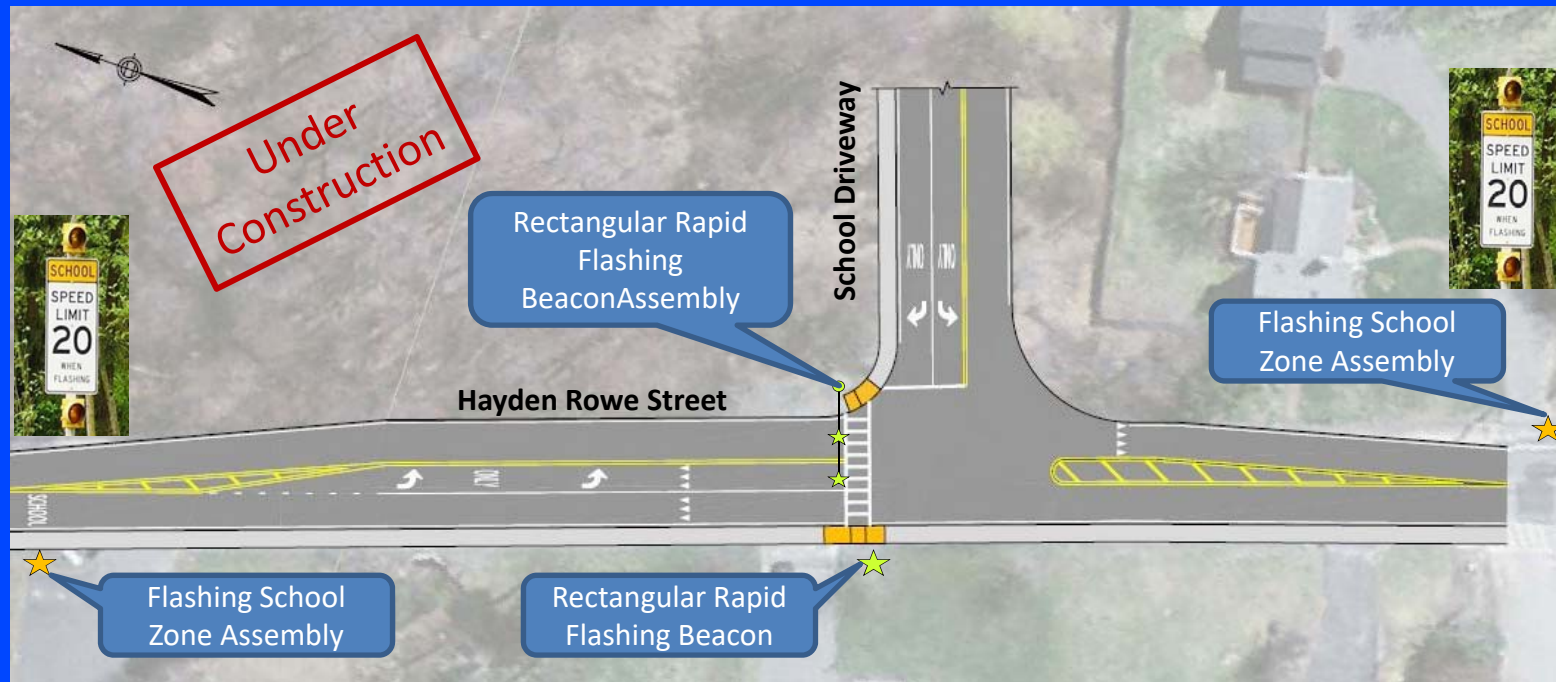 Under
Construction
SCHOOL
SPEED
LIMIT
20
WHEN
FLASHING
Rectangular Rapid
Flashing
BeaconAssembly
School Driveway
ONLY
ONLY
SCHOOL
SPEED
LIMIT
20
WHEN
FLASHING
Flashing School
Zone Assembly
Hayden Rowe Street
ONLY
SCHOOL
Flashing School
Zone Assembly
Rectangular Rapid
Flashing Beacon